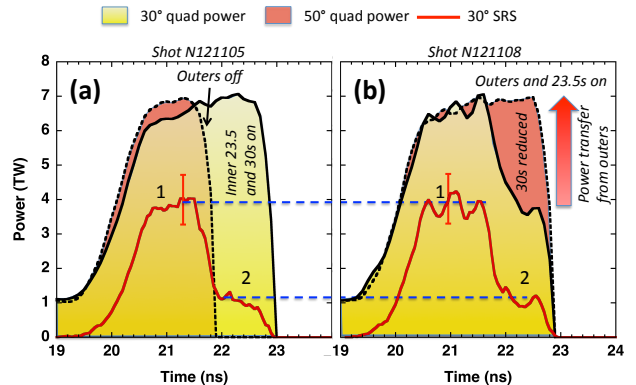 30° quad power 50° quad power 30° SRS
Shot N121105 Shot N121108
Outers off
Outers and 23.5s on
(a) (b)
Inner 23.5
and 30s on
30s reduced
Power transfer
from outers
1 1
2 2
Power (TW)
8
7
6
5
4
3
2
1
0
19 20 21 22 23 19 20 21 22 23 24
Time (ns) Time (ns)